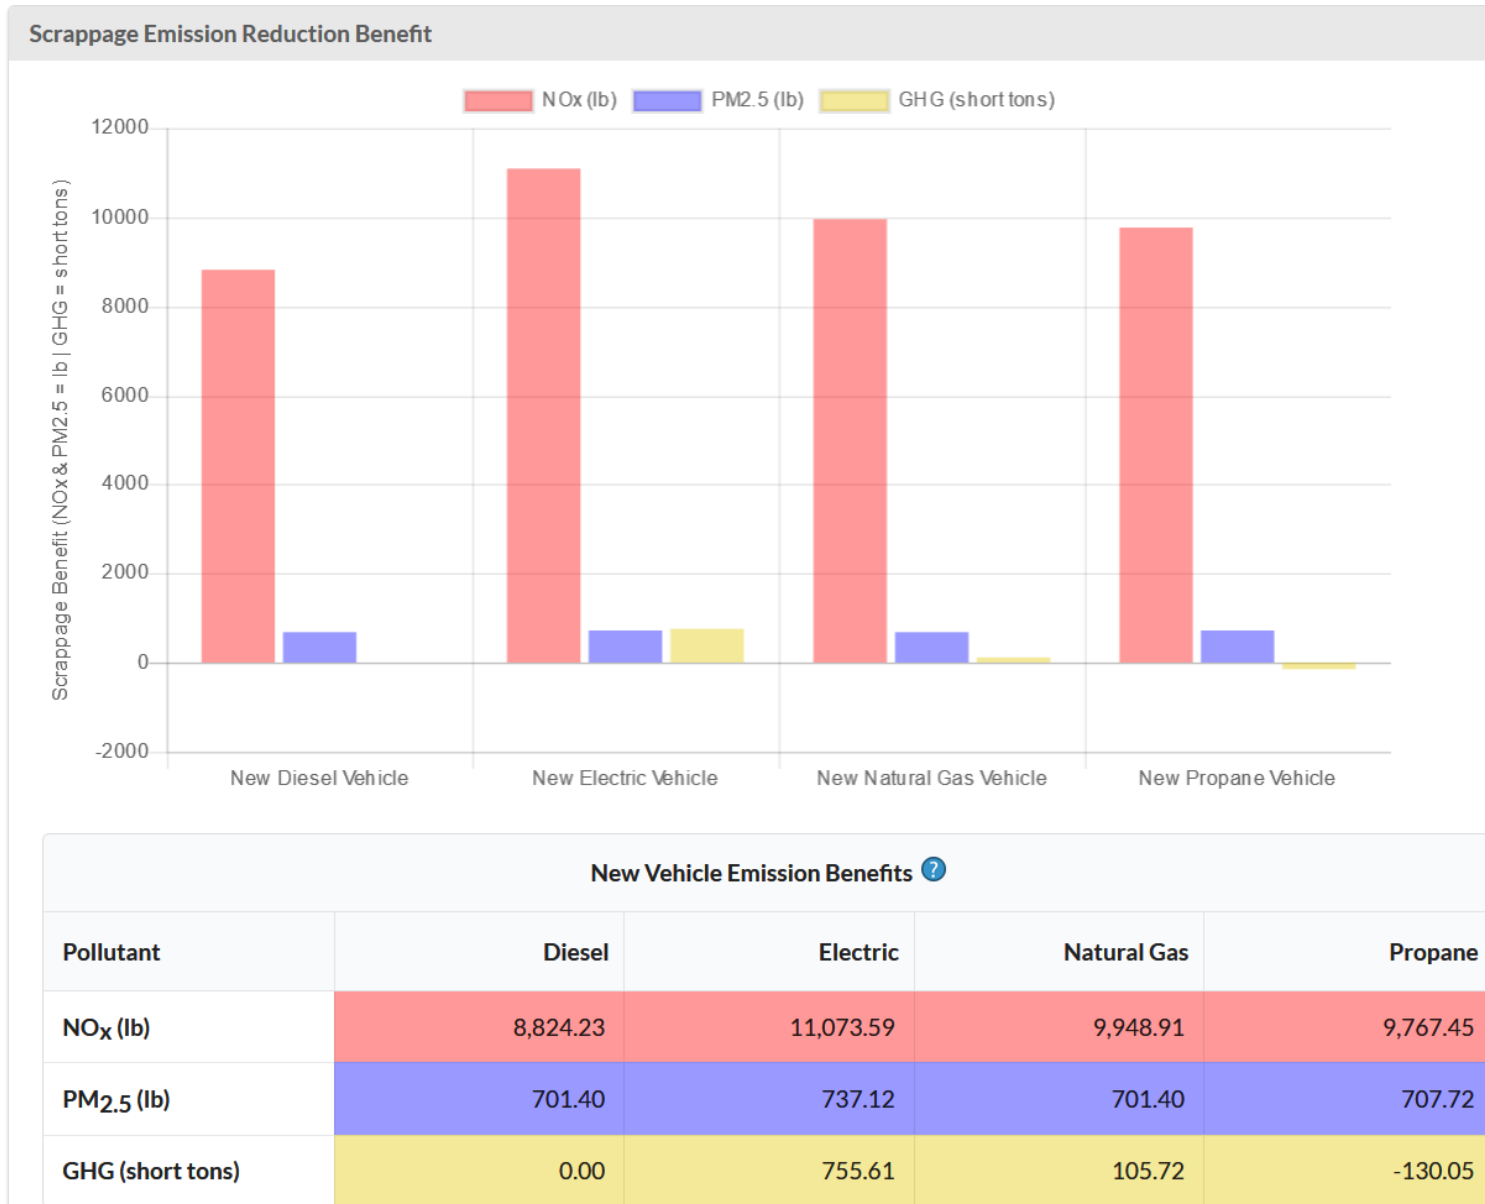 Scrappage Emission Reduction Benefit
NOx (lb) PM2.5 (lb) GHG (short tons)
Scrappage Benefit (NOx & PM2.5 = lb | GHG = short tons)
12000
10000
8000
6000
4000
2000
0
-2000
New Diesel Vehicle New Electric Vehicle New Natural Gas Vehicle New Propane Vehicle
New Vehicle Emission Benefits ?
Pollutant Diesel Electric Natural Gas Propane
NOX (lb) 8,824.23 11,073.59 9,948.91 9,767.45
PM2.5 (lb) 701.40 737.12 701.40 707.72
GHG (short tons) 0.00 755.61 105.72 -130.05